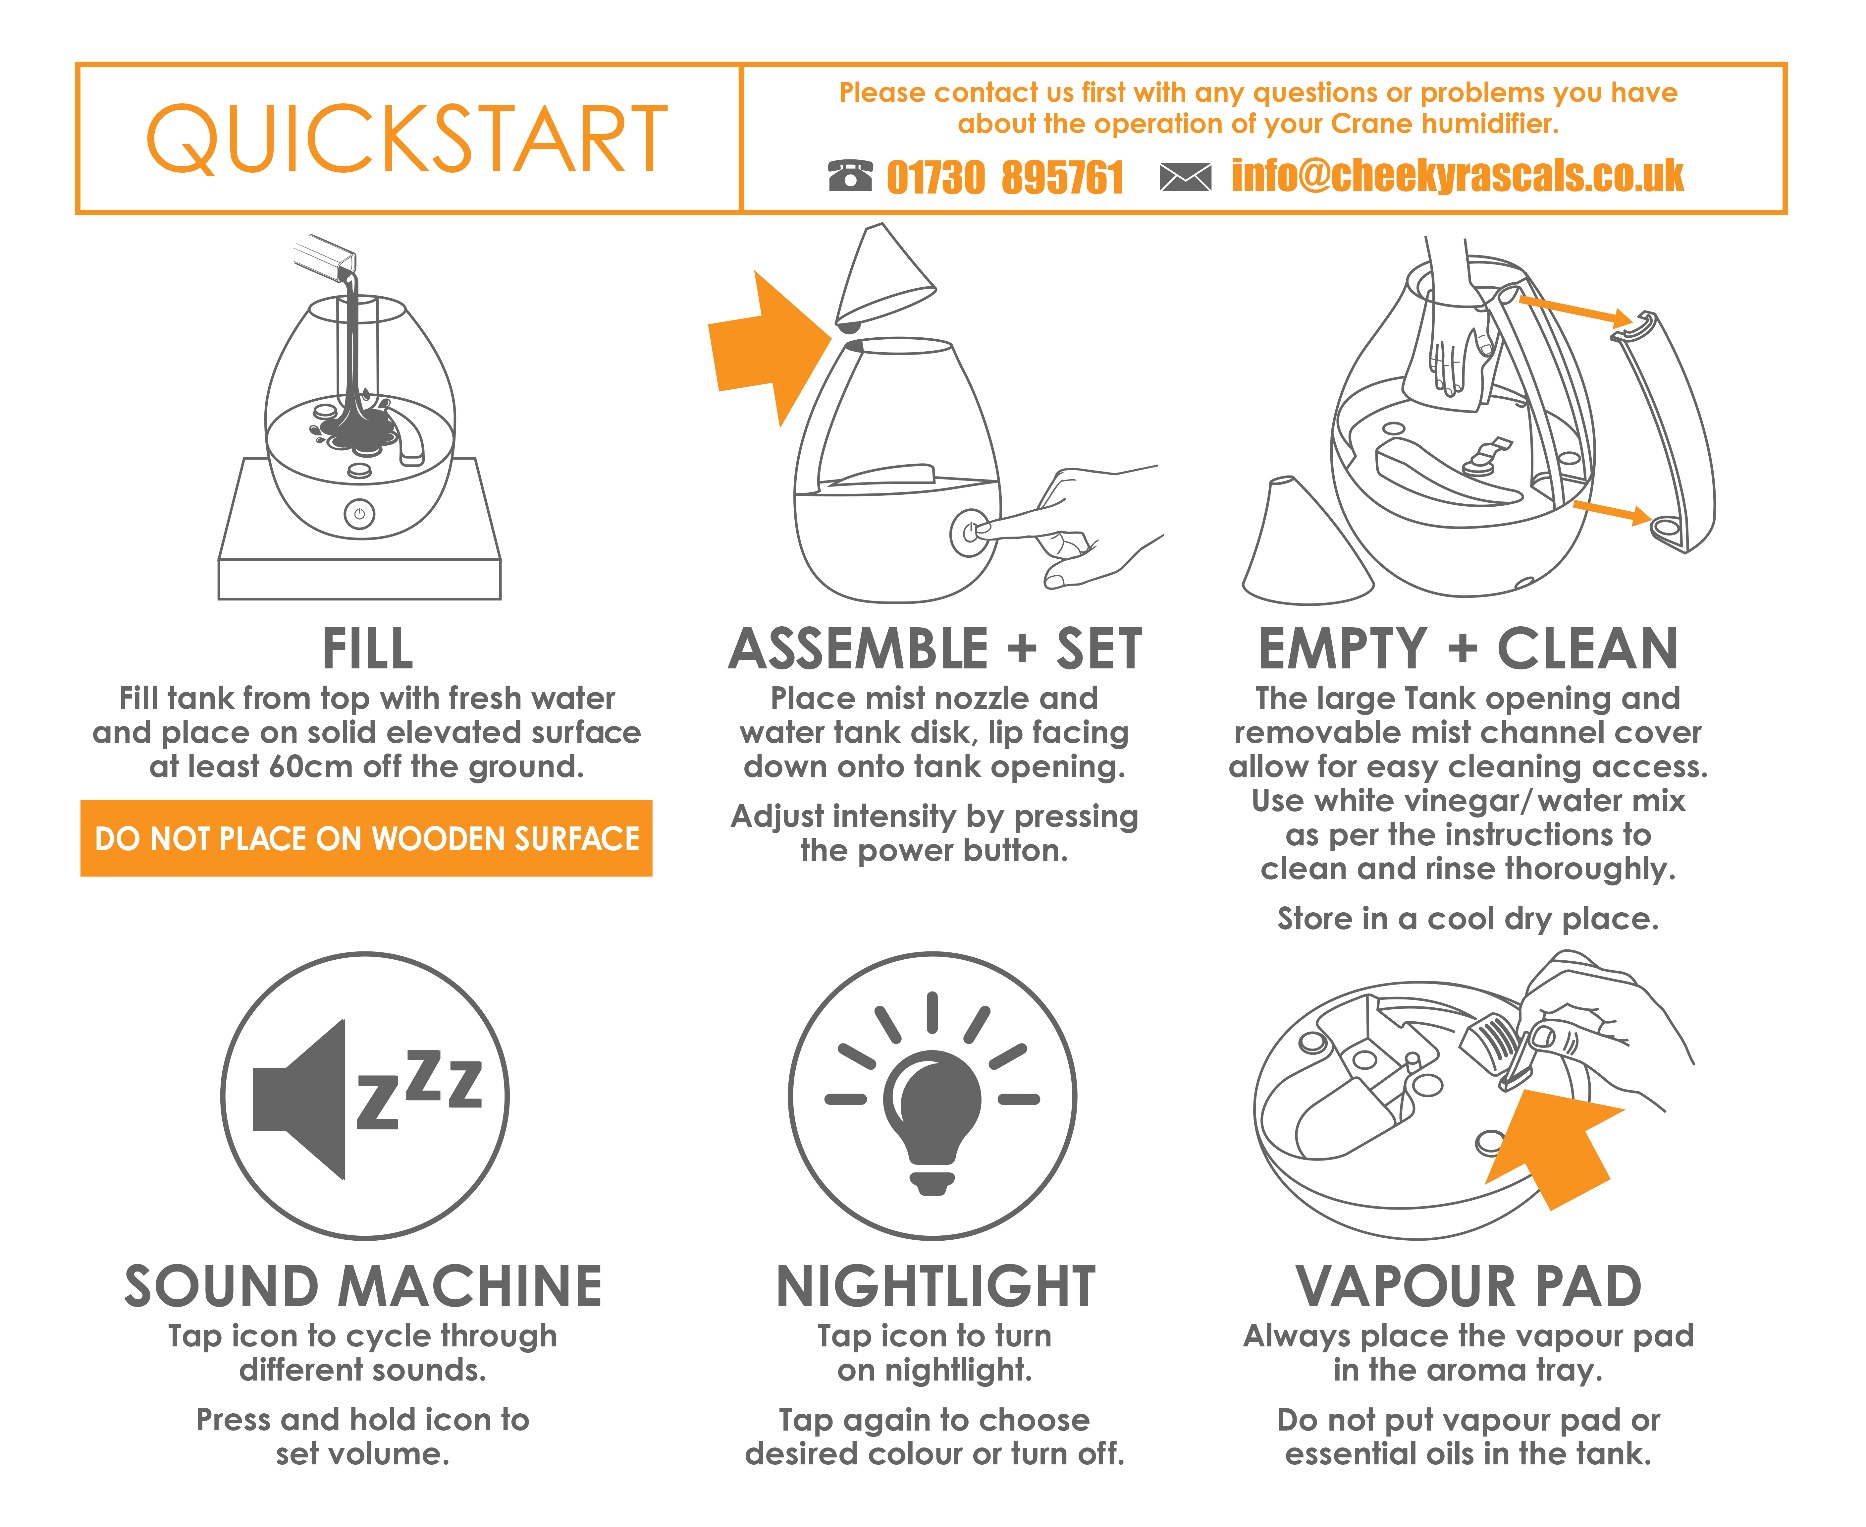 QUICKSTART
Please contact us first with any questions or problems you have
about the operation of your Crane humidifier.
01730 895761 info@cheekyrascals.co.uk
FILL
Fill tank from top with fresh water
and place on solid elevated surface
at least 60cm off the ground.
DO NOT PLACE ON WOODEN SURFACE
ASSEMBLE + SET
Place mist nozzle and
water tank disk, lip facing
down onto tank opening.
Adjust intensity by pressing
the power button.
EMPTY + CLEAN
The large Tank opening and
removable mist channel cover
allow for easy cleaning access.
Use white vinegar/water mix
as per the instructions to
clean and rinse thoroughly.
Store in a cool dry place.
zzz
SOUND MACHINE
Tap icon to cycle through
different sounds.
Press and hold icon to
set volume.
NIGHTLIGHT
Tap icon to turn
on nightlight.
Tap again to choose
desired colour or turn off.
VAPOUR PAD
Always place the vapour pad
in the aroma tray.
Do not put vapour pad or
essential oils in the tank.